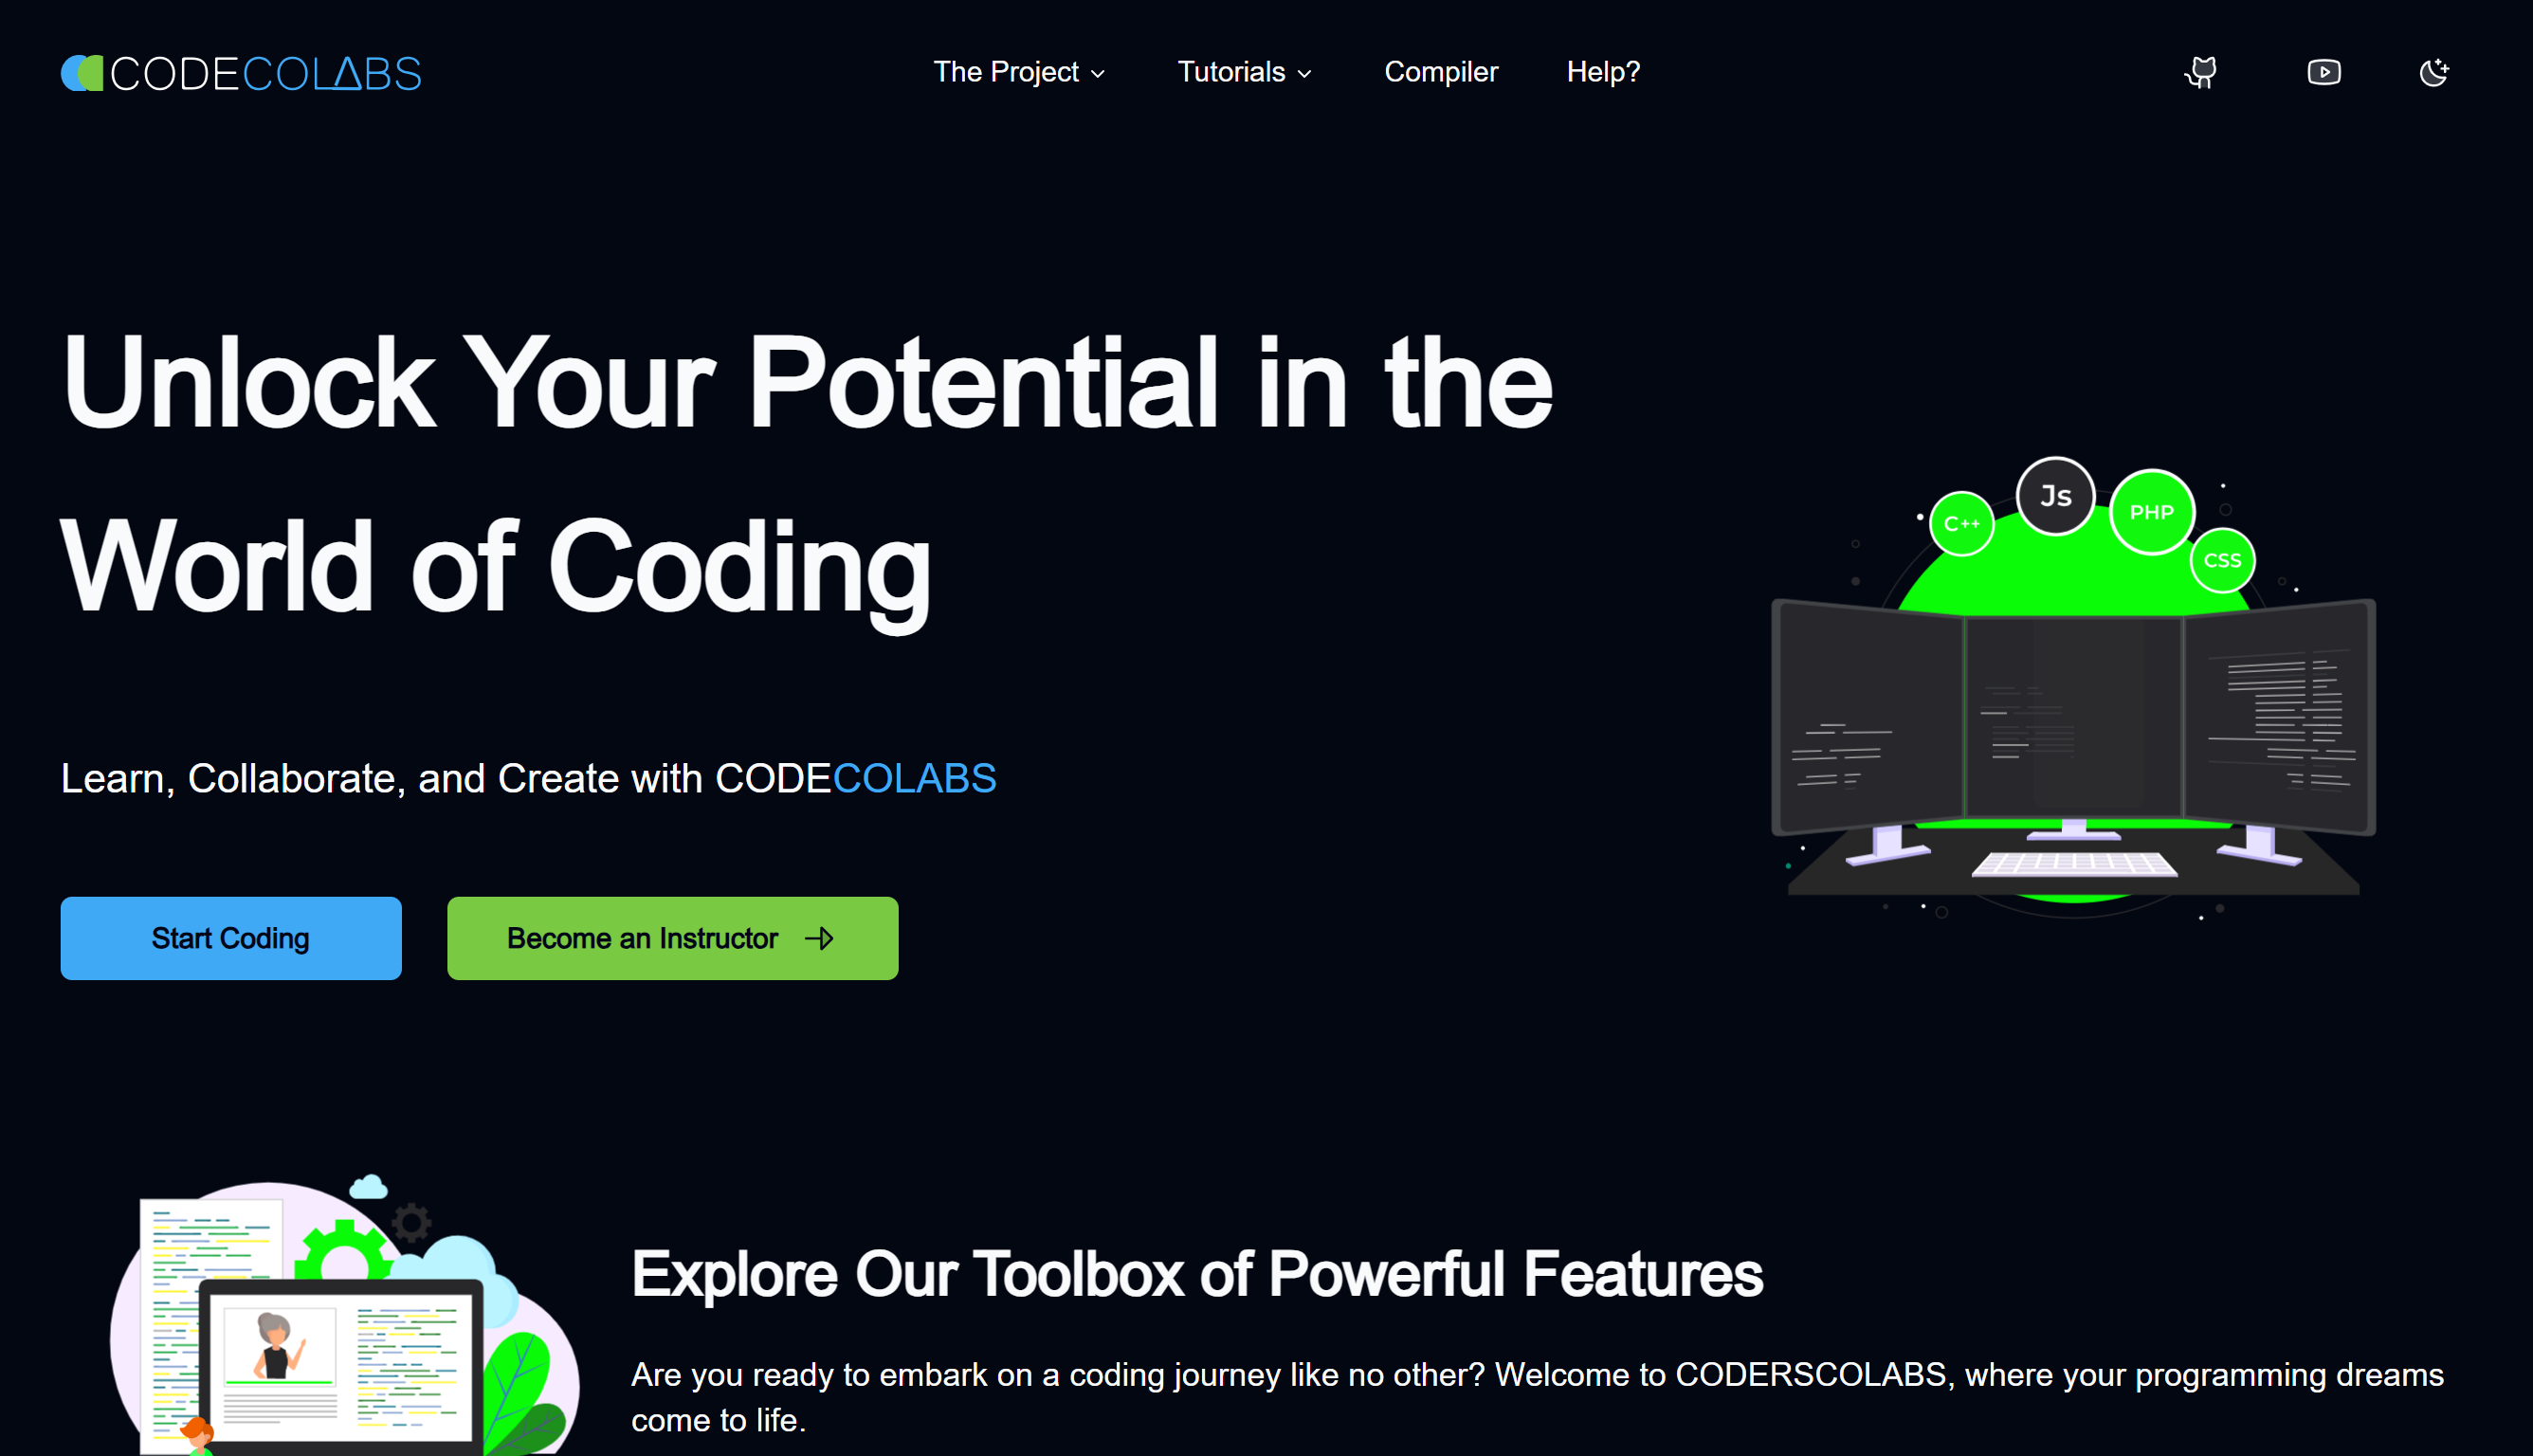 CODECOLABS
The Project
Tutorials
Compiler
Help?
Unlock Your Potential in the
World of Coding
Learn, Collaborate, and Create with CODECOLABS
Start Coding
Become an Instructor
C++
Js
PHP
CSS
Explore Our Toolbox of Powerful Features
Are you ready to embark on a coding journey like no other? Welcome to CODERSCOLABS, where your programming dreams
come to life.